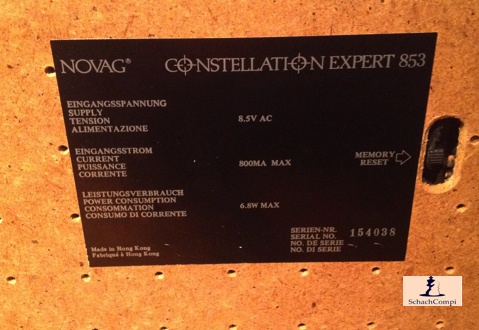 NOVAG® CONSTELLATION EXPERT 853
EINGANGSSPANNUNG
SUPPLY
TENSION
ALIMENTAZIONE
8.5V AC
EINGANGSSTROM
CURRENT
PUISSANCE
CORRENTE
800MA MAX
MEMORY
RESET
LEISTUNGSVERBRAUCH
POWER CONSUMPTION
CONSOMMATION
CONSUMO DI CORRENTE
6.8W MAX
SERIEN-NR.
SERIAL NO.
NO. DE SERIE
NO. DI SERIE
154038
Made in Hong Kong
Fabriqué à Hong Kong
SchachCompi